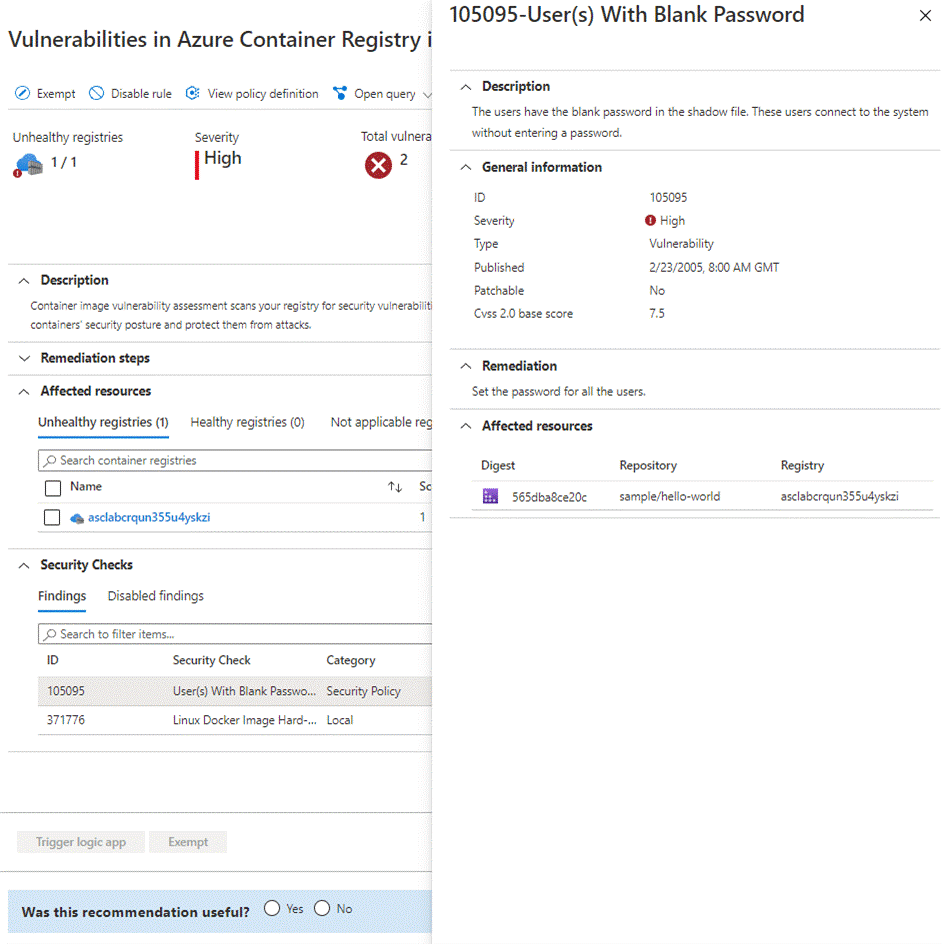 Vulnerabilities in Azure Container Registry i
Exempt Disable rule View policy definition Open query
Unhealthy registries Severity Total vulnera
1 / 1 High 2
Description
Container image vulnerability assessment scans your registry for security vulnerabiliti
containers' security posture and protect them from attacks.
Remediation steps
Affected resources
Unhealthy registries (1) Healthy registries (0) Not applicable reg
Search container registries
Name Sc
asclabcrqun355u4yskzi 1
Security Checks
Findings Disabled findings
Search to filter items...
ID Security Check Category
105095 User(s) With Blank Passwo... Security Policy
371776 Linux Docker Image Hard-... Local
Trigger logic app Exempt
Was this recommendation useful? Yes No
105095-User(s) With Blank Password
Description
The users have the blank password in the shadow file. These users connect to the system
without entering a password.
General information
ID 105095
Severity High
Type Vulnerability
Published 2/23/2005, 8:00 AM GMT
Patchable No
Cvss 2.0 base score 7.5
Remediation
Set the password for all the users.
Affected resources
Digest Repository Registry
565dba8ce20c sample/hello-world asclabcrqun355u4yskzi